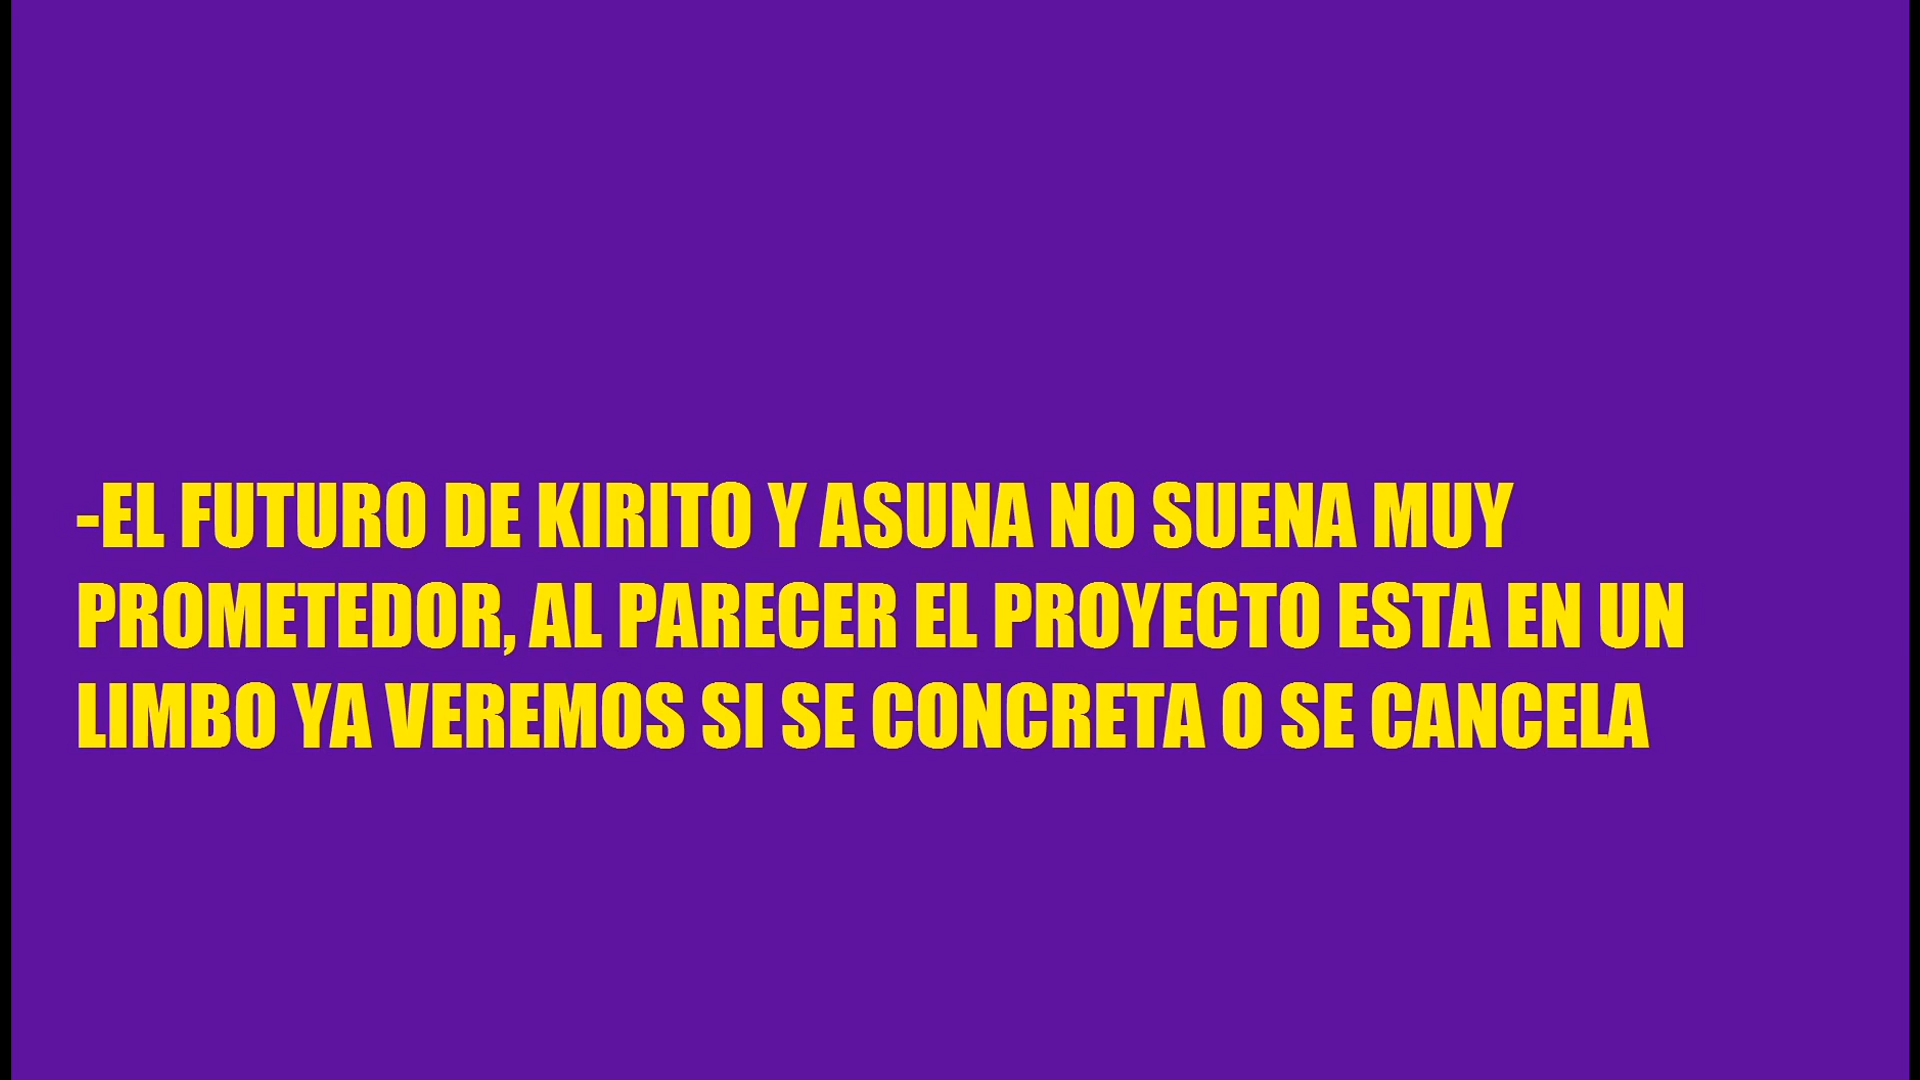 -EL FUTURO DE KIRITO Y ASUNA NO SUENA MUY
PROMETEDOR, AL PARECER EL PROYECTO ESTA EN UN
LIMBO YA VEREMOS SI SE CONCRETA O SE CANCELA